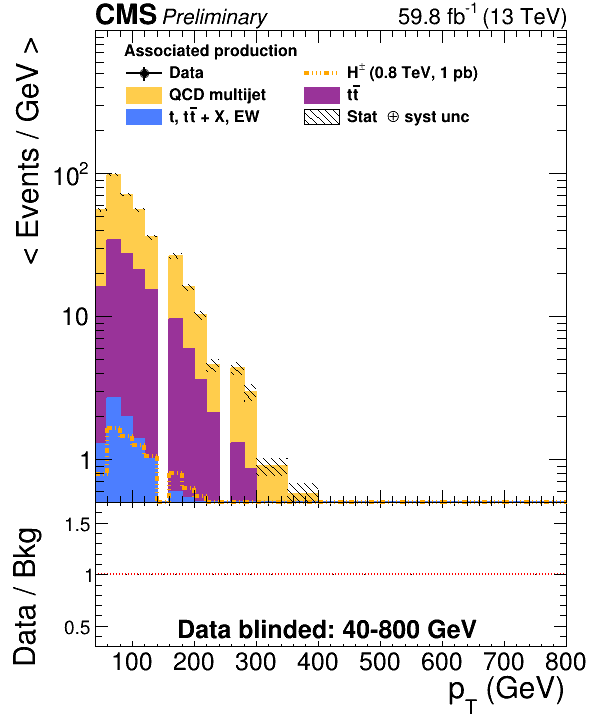 CMS Preliminary 59.8 fb⁻¹ (13 TeV)
< Events / GeV >
Associated production
Data
H± (0.8 TeV, 1 pb)
QCD multijet
tt̄
t, tt̄ + X, EW
Stat ⊕ syst unc
10²
10
1
Data / Bkg
1.5
1
0.5
Data blinded: 40-800 GeV
100 200 300 400 500 600 700 800
p_T (GeV)